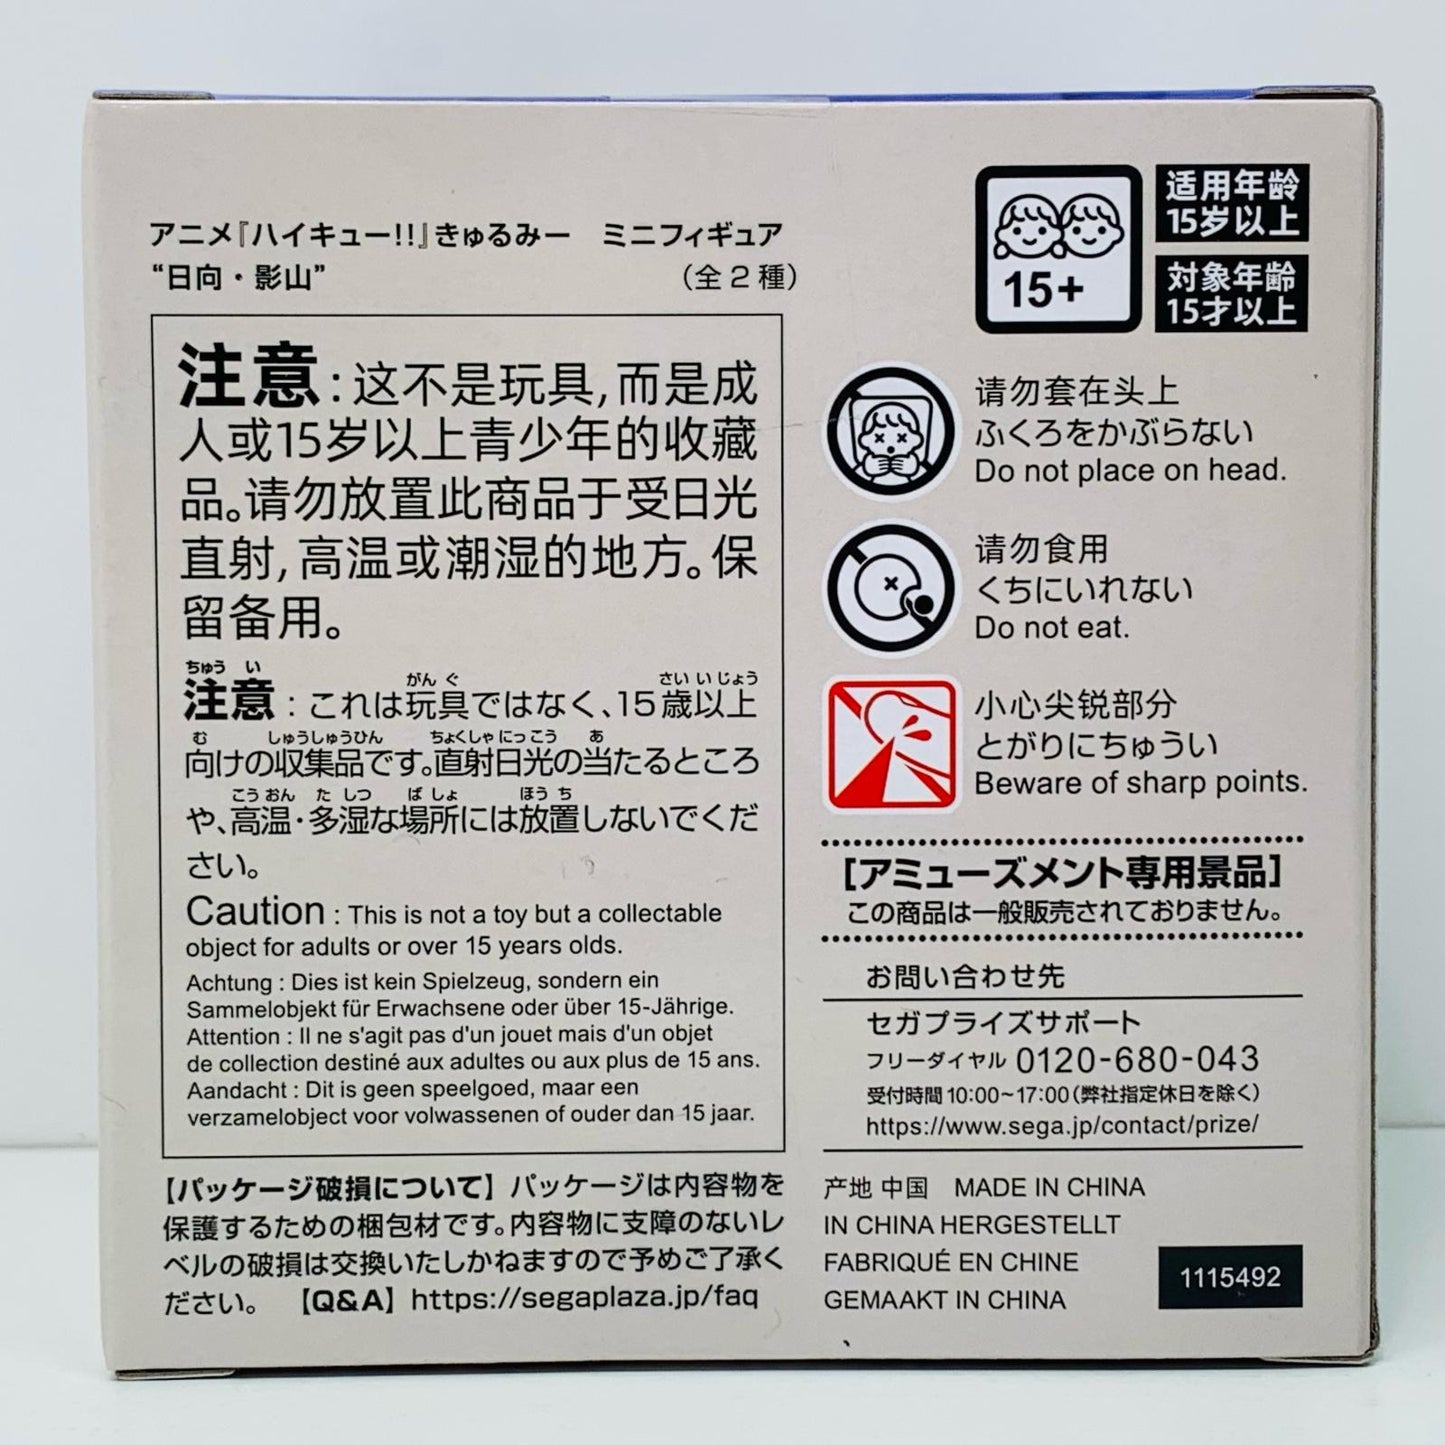 アニメ『ハイキュー!!』きゅるみー　ミニフィギュア
“日向・影山”　（全２種）
注意：这不是玩具，而是成
人或15岁以上青少年的收藏
品。请勿放置此商品于受日光
直射，高温或潮湿的地方。保
留备用。
ちゅう い　がん ぐ　さい い じょう
注意：これは玩具ではなく、15歳以上
む　しゅうしゅうひん　ちょくしゃ にっこう　あ
向けの収集品です。直射日光の当たるところ
こう おん　た しつ　ば しょ　ほう ち
や、高温・多湿な場所には放置しないでくだ
さい。
Caution : This is not a toy but a collectable
object for adults or over 15 years olds.
Achtung : Dies ist kein Spielzeug, sondern ein
Sammelobjekt für Erwachsene oder über 15-Jährige.
Attention : Il ne s'agit pas d'un jouet mais d'un objet
de collection destiné aux adultes ou aux plus de 15 ans.
Aandacht : Dit is geen speelgoed, maar een
verzamelobject voor volwassenen of ouder dan 15 jaar.
【パッケージ破損について】パッケージは内容物を
保護するための梱包材です。内容物に支障のないレ
ベルの破損は交換いたしかねますので予めご了承く
ださい。　【Q&A】https://segaplaza.jp/faq
15+
适用年龄
15岁以上
対象年齢
15才以上
请勿套在头上
ふくろをかぶらない
Do not place on head.
请勿食用
くちにいれない
Do not eat.
小心尖锐部分
とがりにちゅうい
Beware of sharp points.
［アミューズメント専用景品］
この商品は一般販売されておりません。
お問い合わせ先
セガプライズサポート
フリーダイヤル 0120-680-043
受付時間 10:00～17:00（弊社指定休日を除く）
https://www.sega.jp/contact/prize/
产地 中国　MADE IN CHINA
IN CHINA HERGESTELLT
FABRIQUÉ EN CHINE
GEMAAKT IN CHINA
1115492